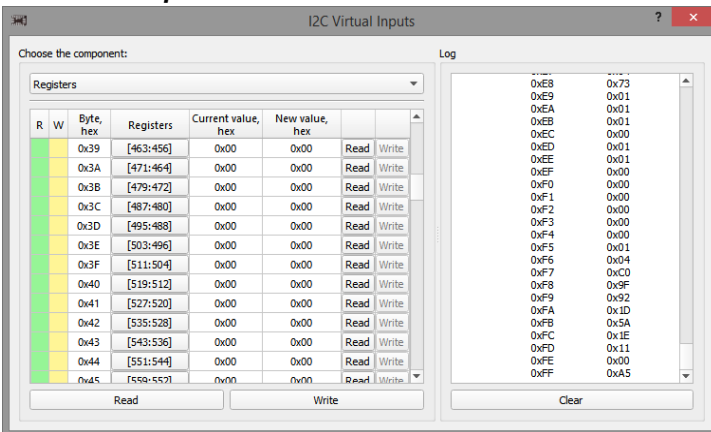 I2C Virtual Inputs
?
Choose the component:
Log
Registers
R W Byte, hex Registers Current value, hex New value, hex
0x39 [463:456] 0x00 0x00 Read Write
0x3A [471:464] 0x00 0x00 Read Write
0x3B [479:472] 0x00 0x00 Read Write
0x3C [487:480] 0x00 0x00 Read Write
0x3D [495:488] 0x00 0x00 Read Write
0x3E [503:496] 0x00 0x00 Read Write
0x3F [511:504] 0x00 0x00 Read Write
0x40 [519:512] 0x00 0x00 Read Write
0x41 [527:520] 0x00 0x00 Read Write
0x42 [535:528] 0x00 0x00 Read Write
0x43 [543:536] 0x00 0x00 Read Write
0x44 [551:544] 0x00 0x00 Read Write
0x45 [559:552] 0x00 0x00 Read Write
Read Write
0xE8 0x73
0xE9 0x01
0xEA 0x01
0xEB 0x01
0xEC 0x00
0xED 0x01
0xEE 0x01
0xEF 0x00
0xF0 0x00
0xF1 0x00
0xF2 0x00
0xF3 0x00
0xF4 0x00
0xF5 0x01
0xF6 0x04
0xF7 0xC0
0xF8 0x9F
0xF9 0x92
0xFA 0x1D
0xFB 0x5A
0xFC 0x1E
0xFD 0x11
0xFE 0x00
0xFF 0xA5
Clear